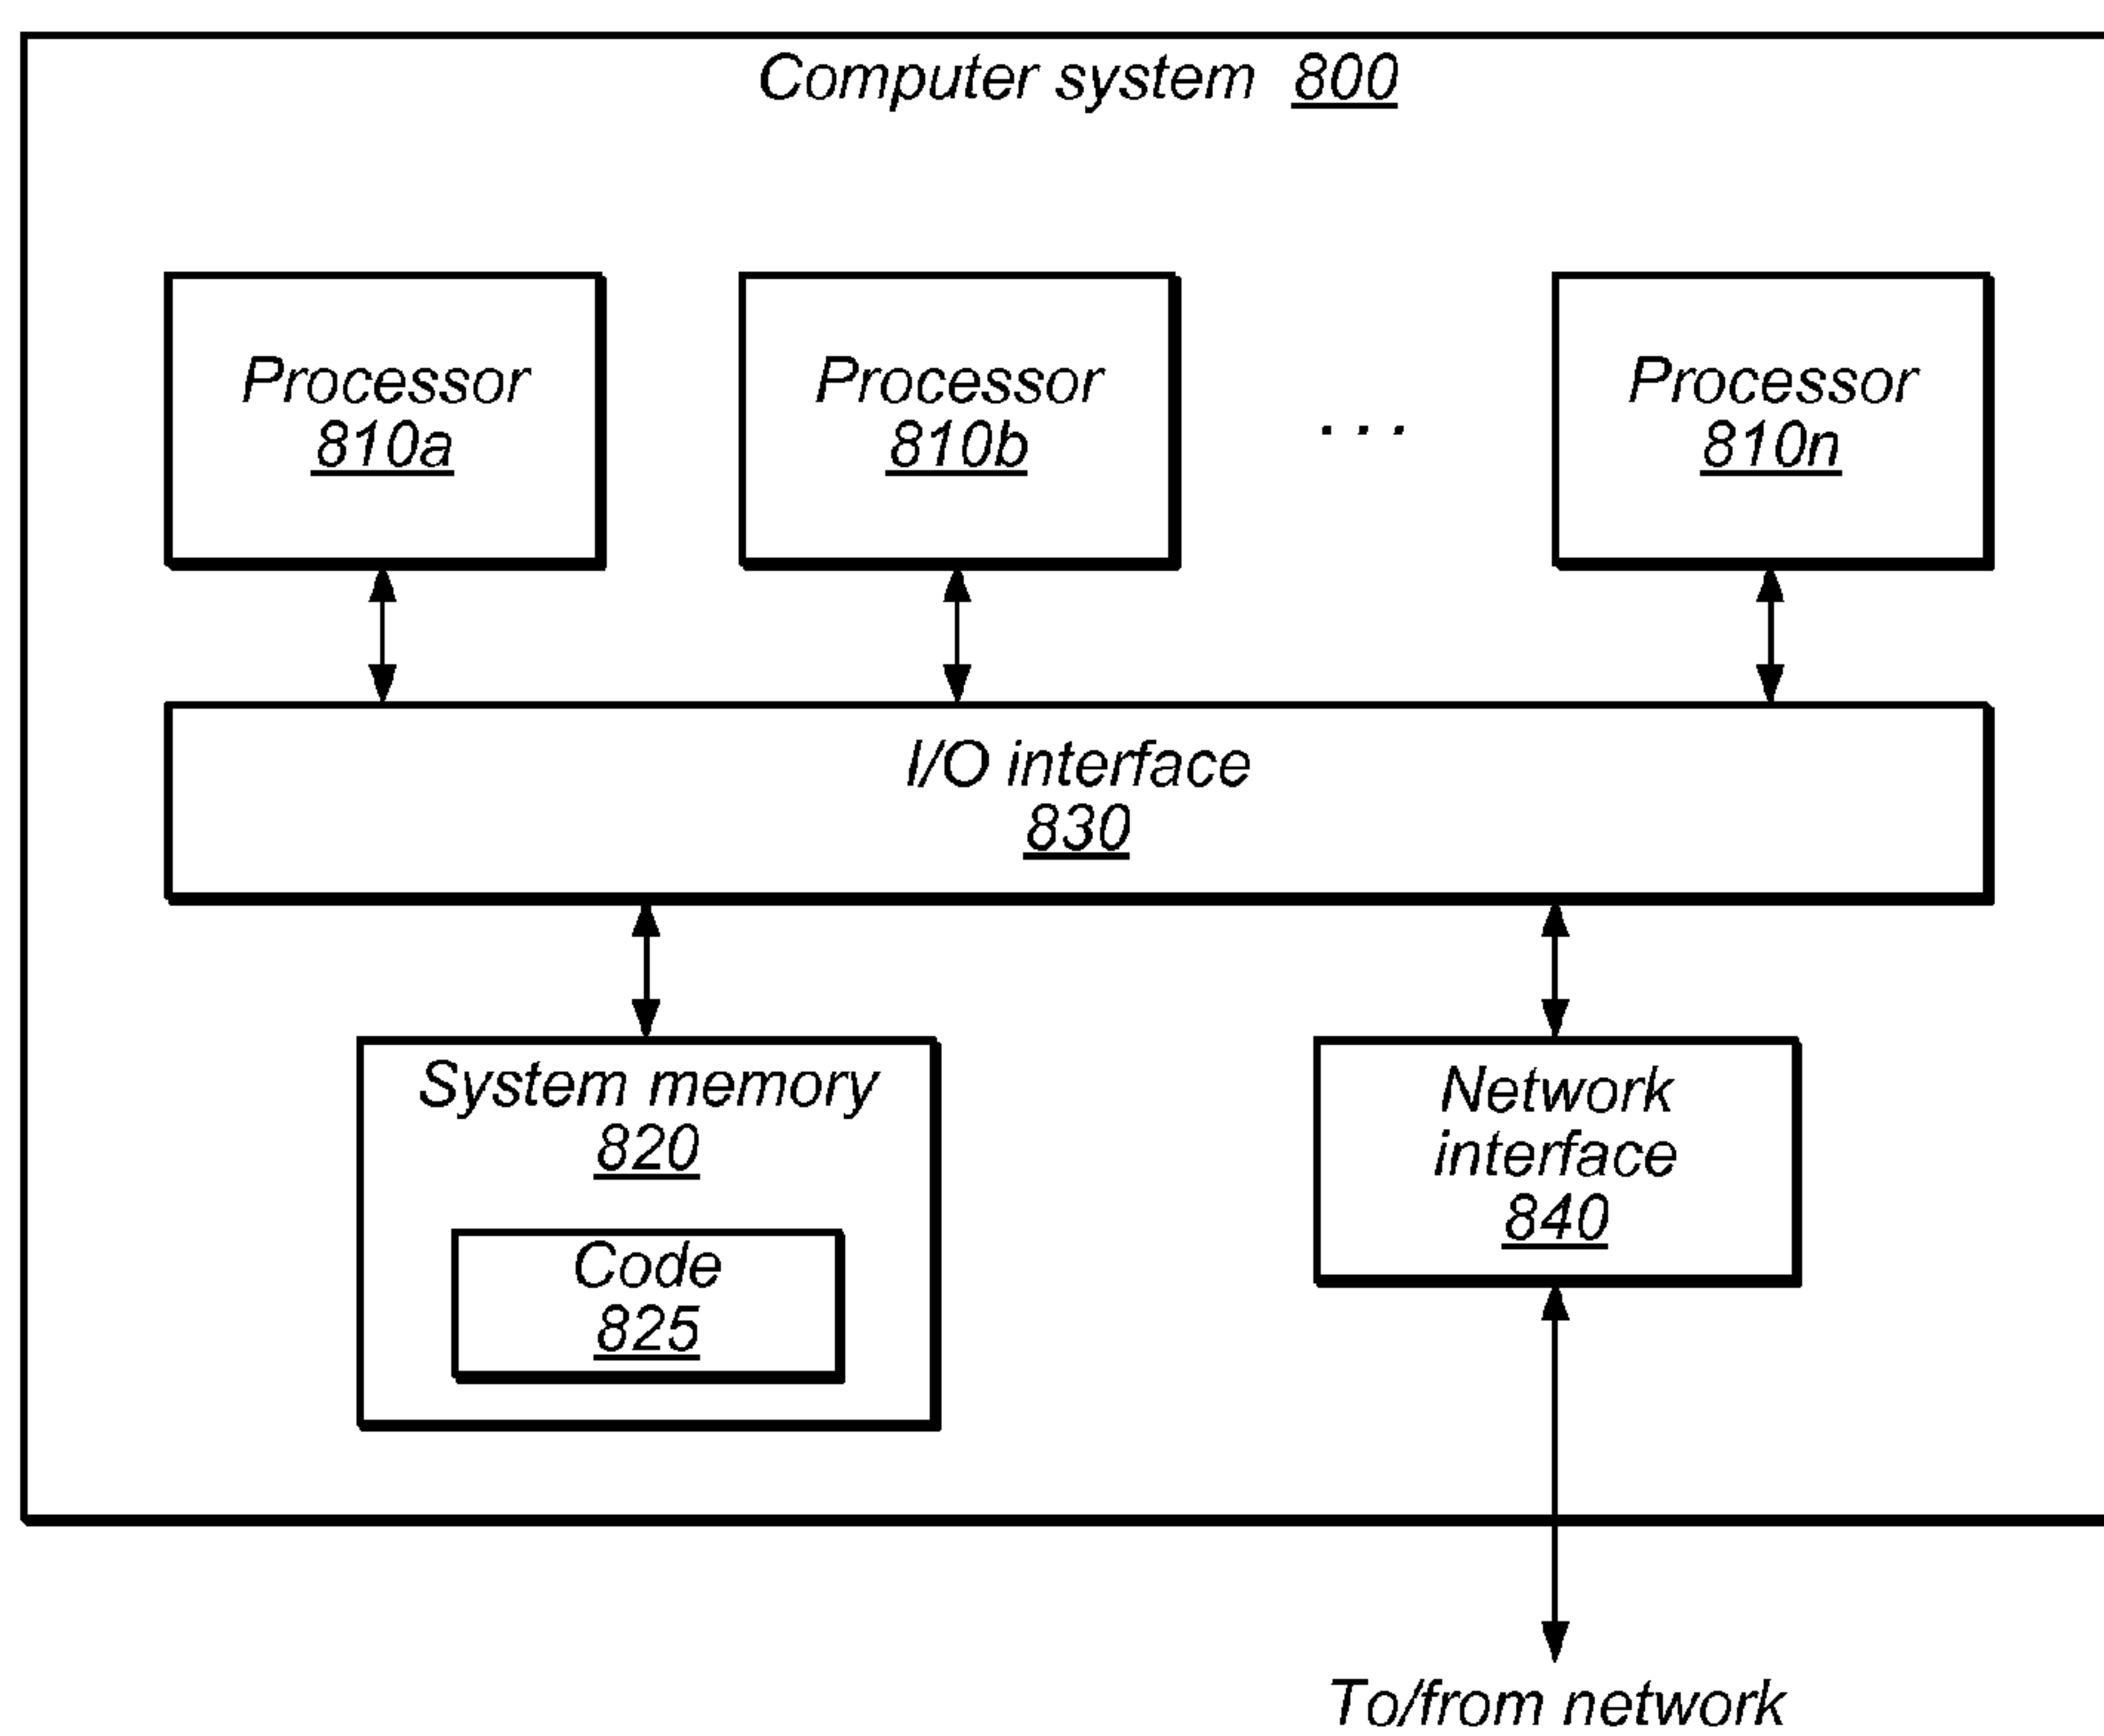 Computer system 800
Processor
810a
Processor
810b
. . .
Processor
810n
I/O interface
830
System memory
820
Code
825
Network
interface
840
To/from network